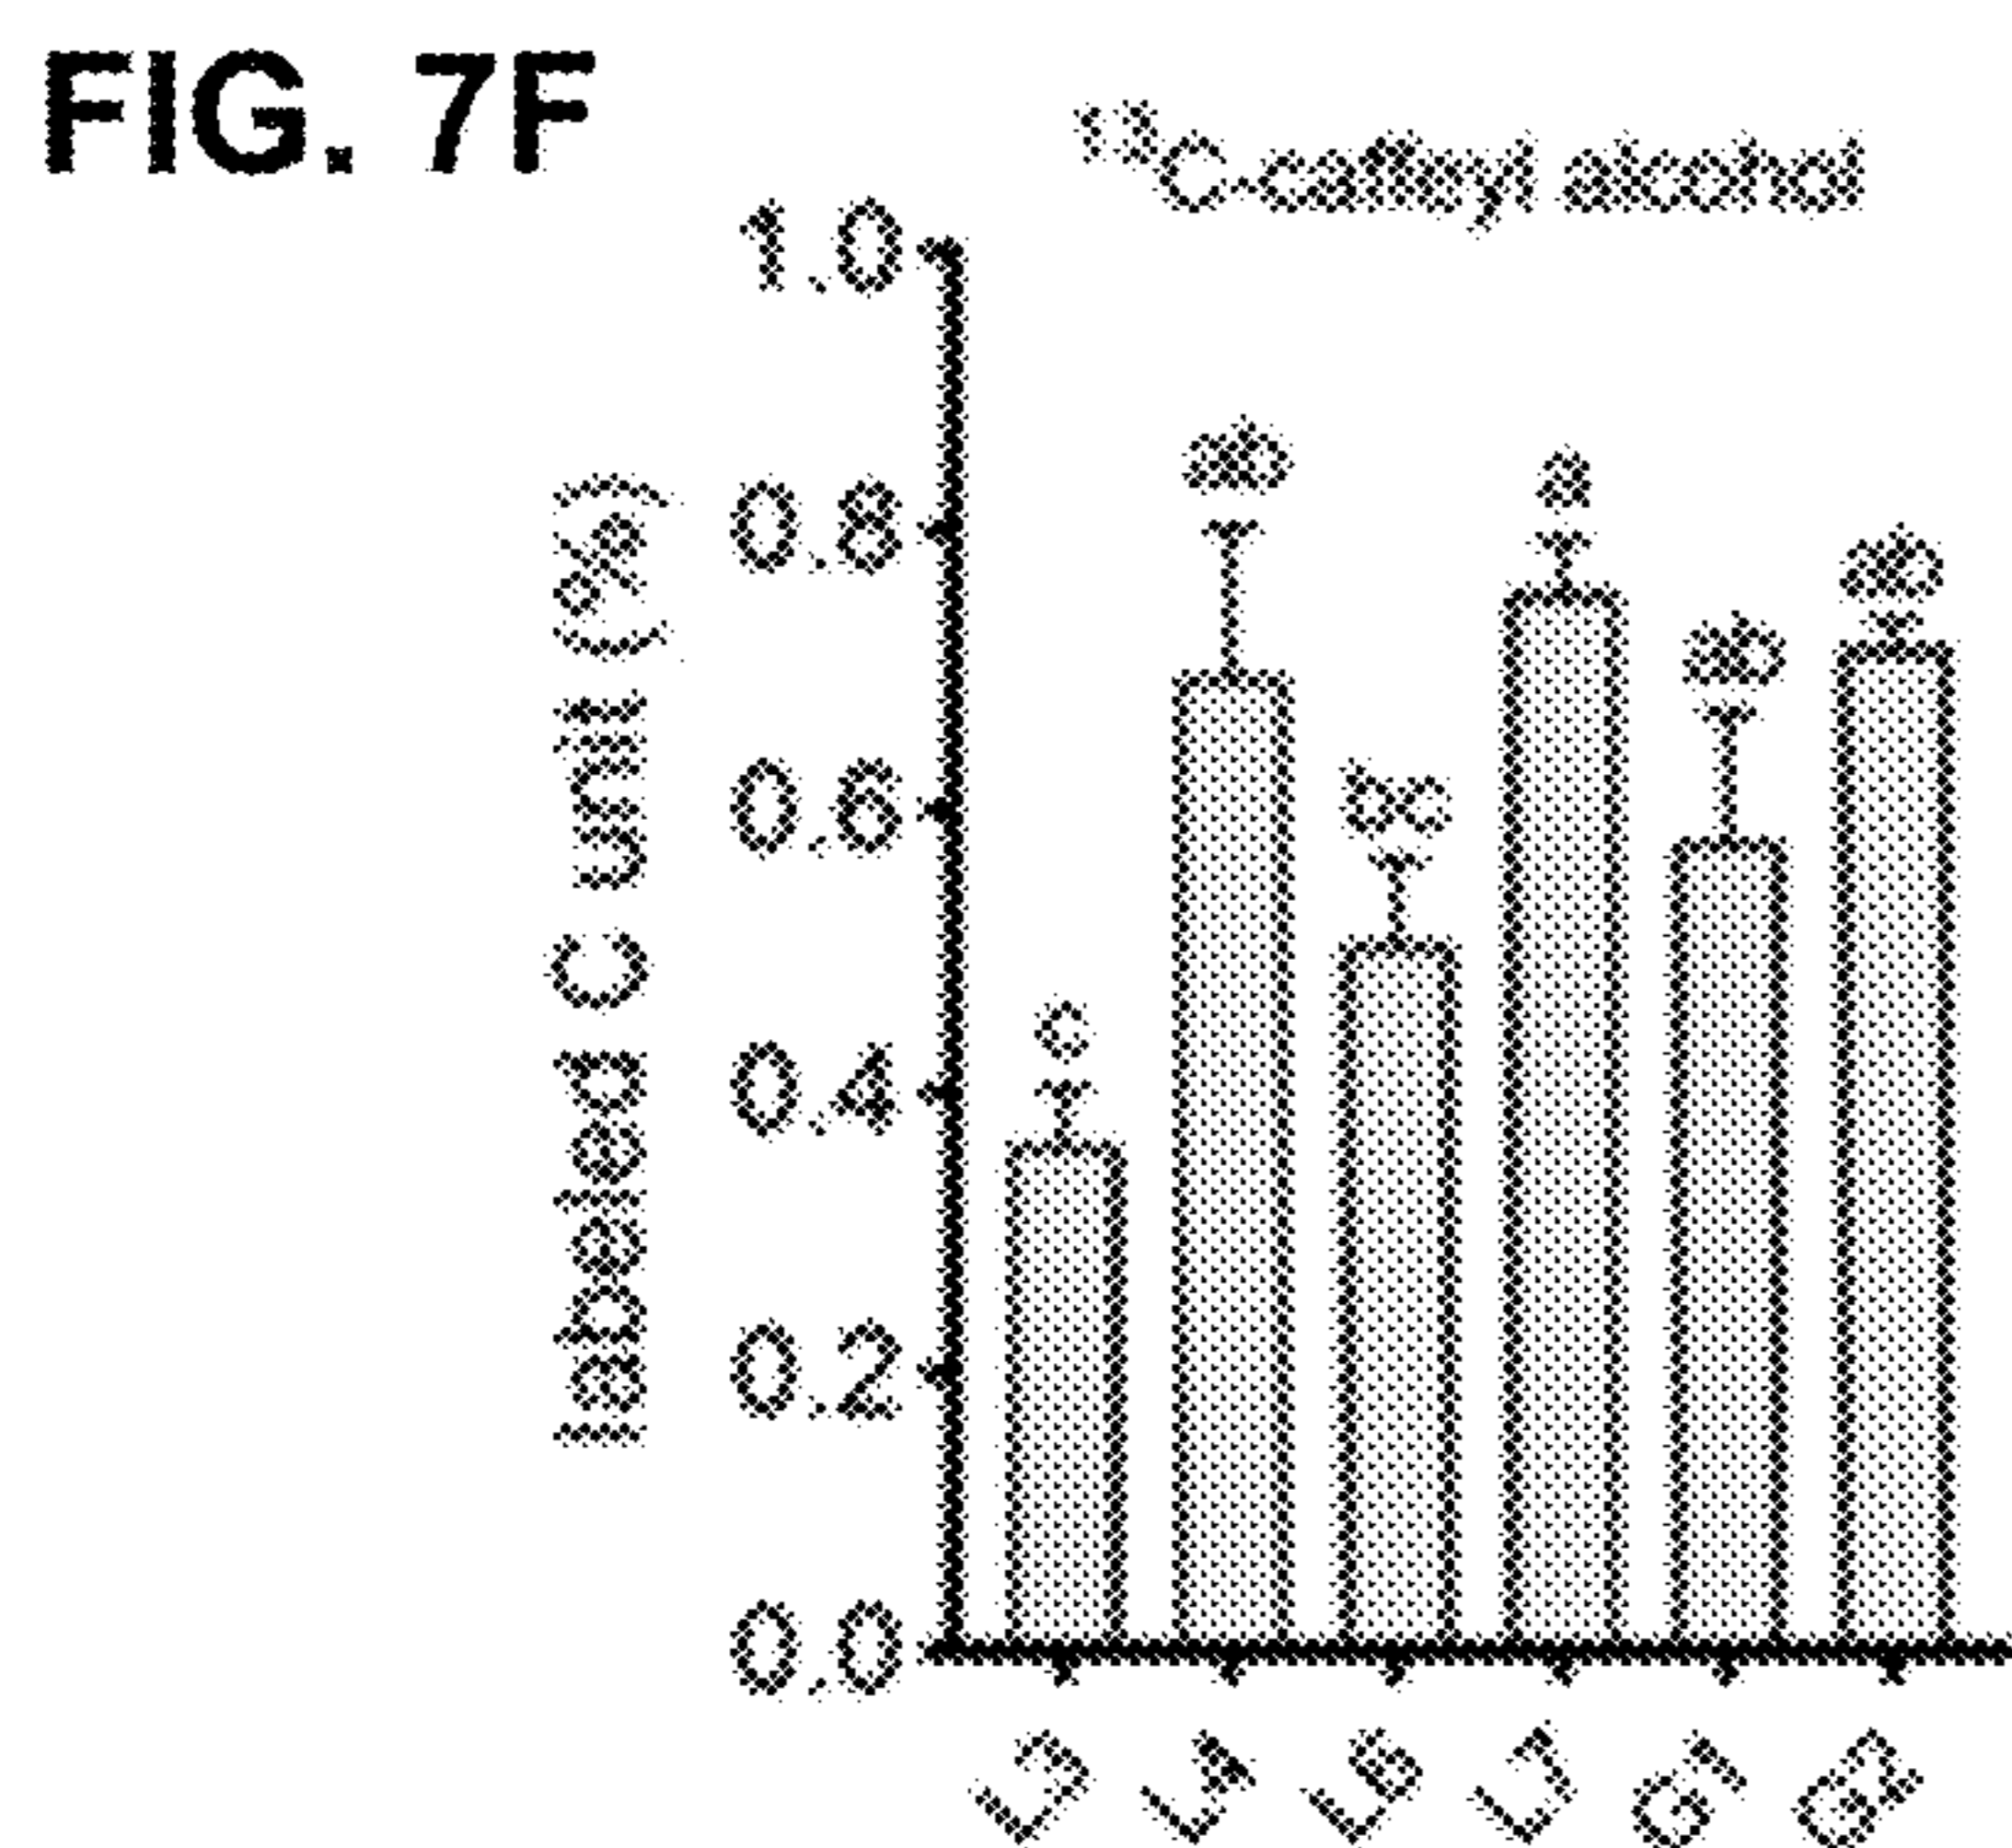 FIG. 7F
¹³C-caffeyl alcohol
labeled C unit (%)
1.0
0.8
0.6
0.4
0.2
0.0
c
ab
bc
a
ab
ab
L3
L4
L6
L7
G1
G2